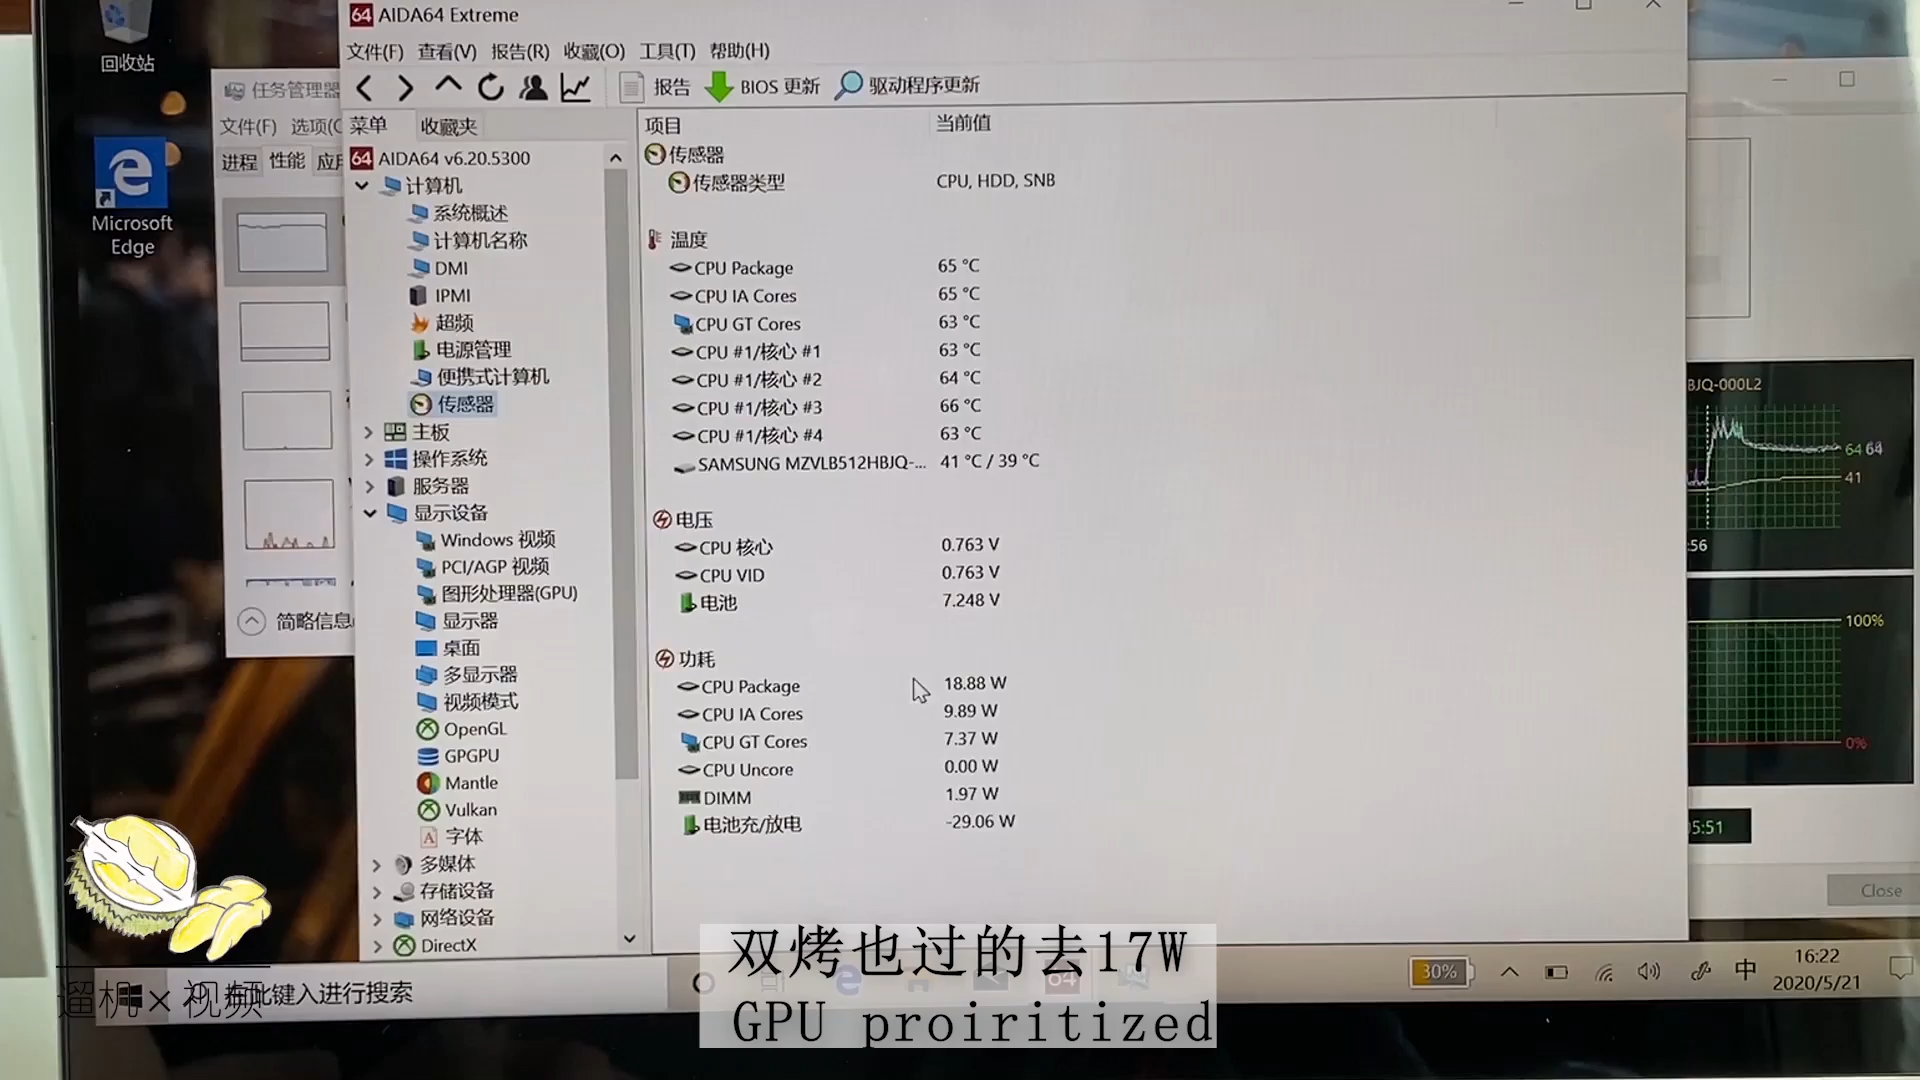 回收站
Microsoft
Edge
任务管理器
文件(F) 选项(O
进程 性能 应用
简略信息(
64 AIDA64 Extreme
文件(F) 查看(V) 报告(R) 收藏(O) 工具(T) 帮助(H)
报告 BIOS 更新 驱动程序更新
菜单 收藏夹
64 AIDA64 v6.20.5300
计算机
系统概述
计算机名称
DMI
IPMI
超频
电源管理
便携式计算机
传感器
主板
操作系统
服务器
显示设备
Windows 视频
PCI/AGP 视频
图形处理器(GPU)
显示器
桌面
多显示器
视频模式
OpenGL
GPGPU
Mantle
Vulkan
字体
多媒体
存储设备
网络设备
DirectX
项目 当前值
传感器
传感器类型 CPU, HDD, SNB
温度
CPU Package 65 °C
CPU IA Cores 65 °C
CPU GT Cores 63 °C
CPU #1/核心 #1 63 °C
CPU #1/核心 #2 64 °C
CPU #1/核心 #3 66 °C
CPU #1/核心 #4 63 °C
SAMSUNG MZVLB512HBJQ-... 41 °C / 39 °C
电压
CPU 核心 0.763 V
CPU VID 0.763 V
电池 7.248 V
功耗
CPU Package 18.88 W
CPU IA Cores 9.89 W
CPU GT Cores 7.37 W
CPU Uncore 0.00 W
DIMM 1.97 W
电池充/放电 -29.06 W
BJQ-000L2
64 64
41
:56
100%
0%
05:51
Close
双烤也过的去17W
GPU proiritized
遛机×视频
键入进行搜索
64
30%
中
16:22
2020/5/21